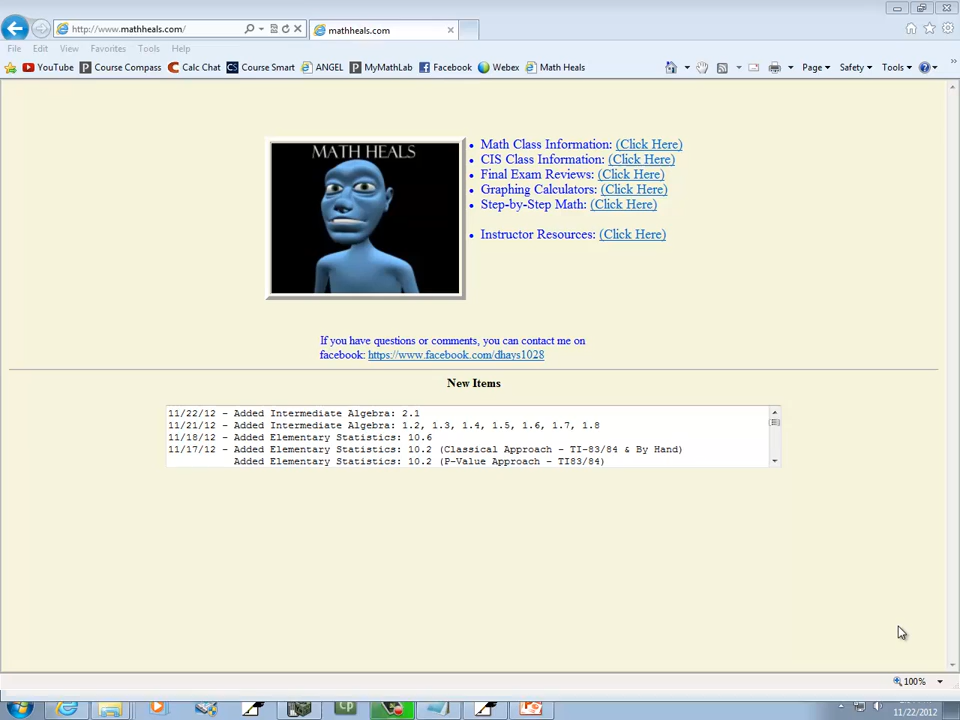 http://www.mathheals.com/
mathheals.com
File Edit View Favorites Tools Help
YouTube Course Compass Calc Chat Course Smart ANGEL MyMathLab Facebook Webex Math Heals
Page Safety Tools
MATH HEALS
• Math Class Information: (Click Here)
• CIS Class Information: (Click Here)
• Final Exam Reviews: (Click Here)
• Graphing Calculators: (Click Here)
• Step-by-Step Math: (Click Here)
• Instructor Resources: (Click Here)
If you have questions or comments, you can contact me on
facebook: https://www.facebook.com/dhays1028
New Items
11/22/12 - Added Intermediate Algebra: 2.1
11/21/12 - Added Intermediate Algebra: 1.2, 1.3, 1.4, 1.5, 1.6, 1.7, 1.8
11/18/12 - Added Elementary Statistics: 10.6
11/17/12 - Added Elementary Statistics: 10.2 (Classical Approach - TI-83/84 & By Hand)
Added Elementary Statistics: 10.2 (P-Value Approach - TI83/84)
100%
11/22/2012